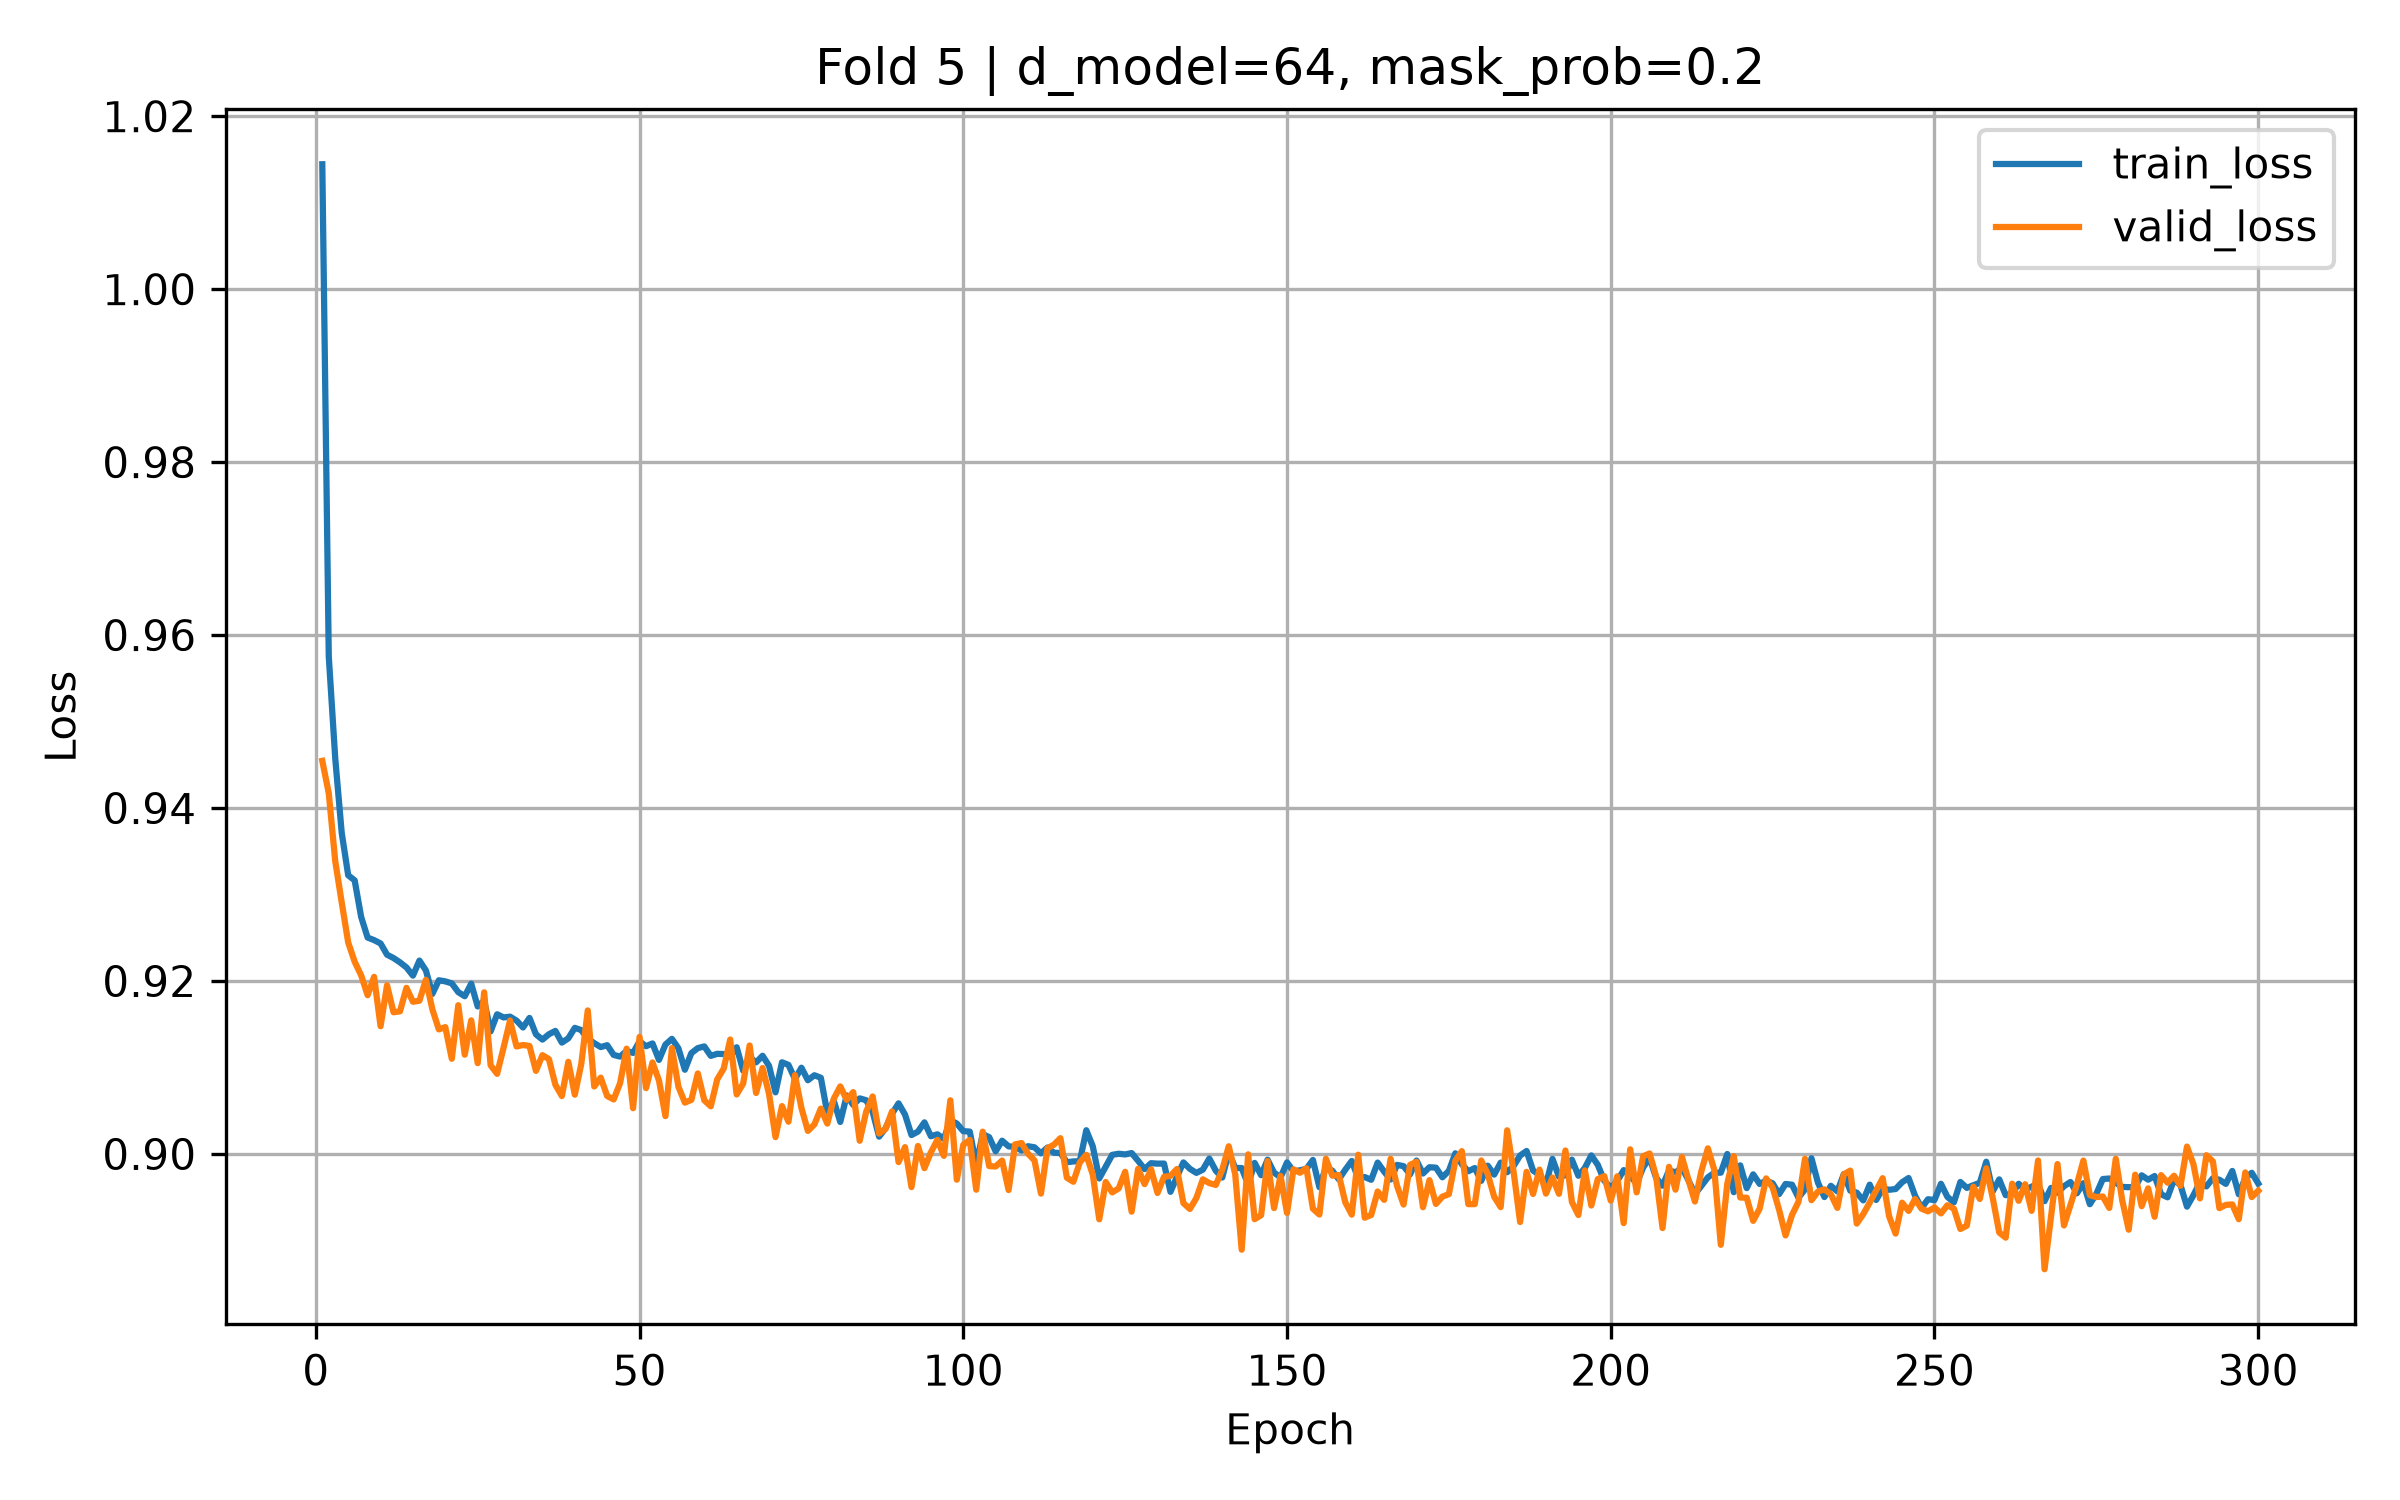 Fold 5 | d_model=64, mask_prob=0.2
1.02
1.00
0.98
0.96
0.94
0.92
0.90
Loss
train_loss
valid_loss
0 50 100 150 200 250 300
Epoch